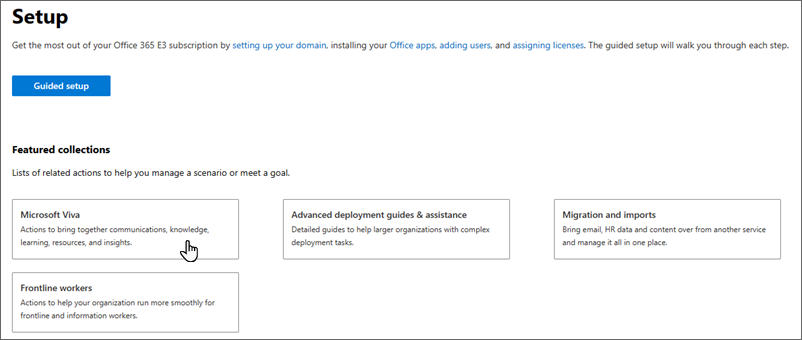 Setup
Get the most out of your Office 365 E3 subscription by setting up your domain, installing your Office apps, adding users, and assigning licenses. The guided setup will walk you through each step.
Guided setup
Featured collections
Lists of related actions to help you manage a scenario or meet a goal.
Microsoft Viva
Actions to bring together communications, knowledge,
learning, resources, and insights.
Advanced deployment guides & assistance
Detailed guides to help larger organizations with complex
deployment tasks.
Migration and imports
Bring email, HR data and content over from another service
and manage it all in one place.
Frontline workers
Actions to help your organization run more smoothly for
frontline and information workers.